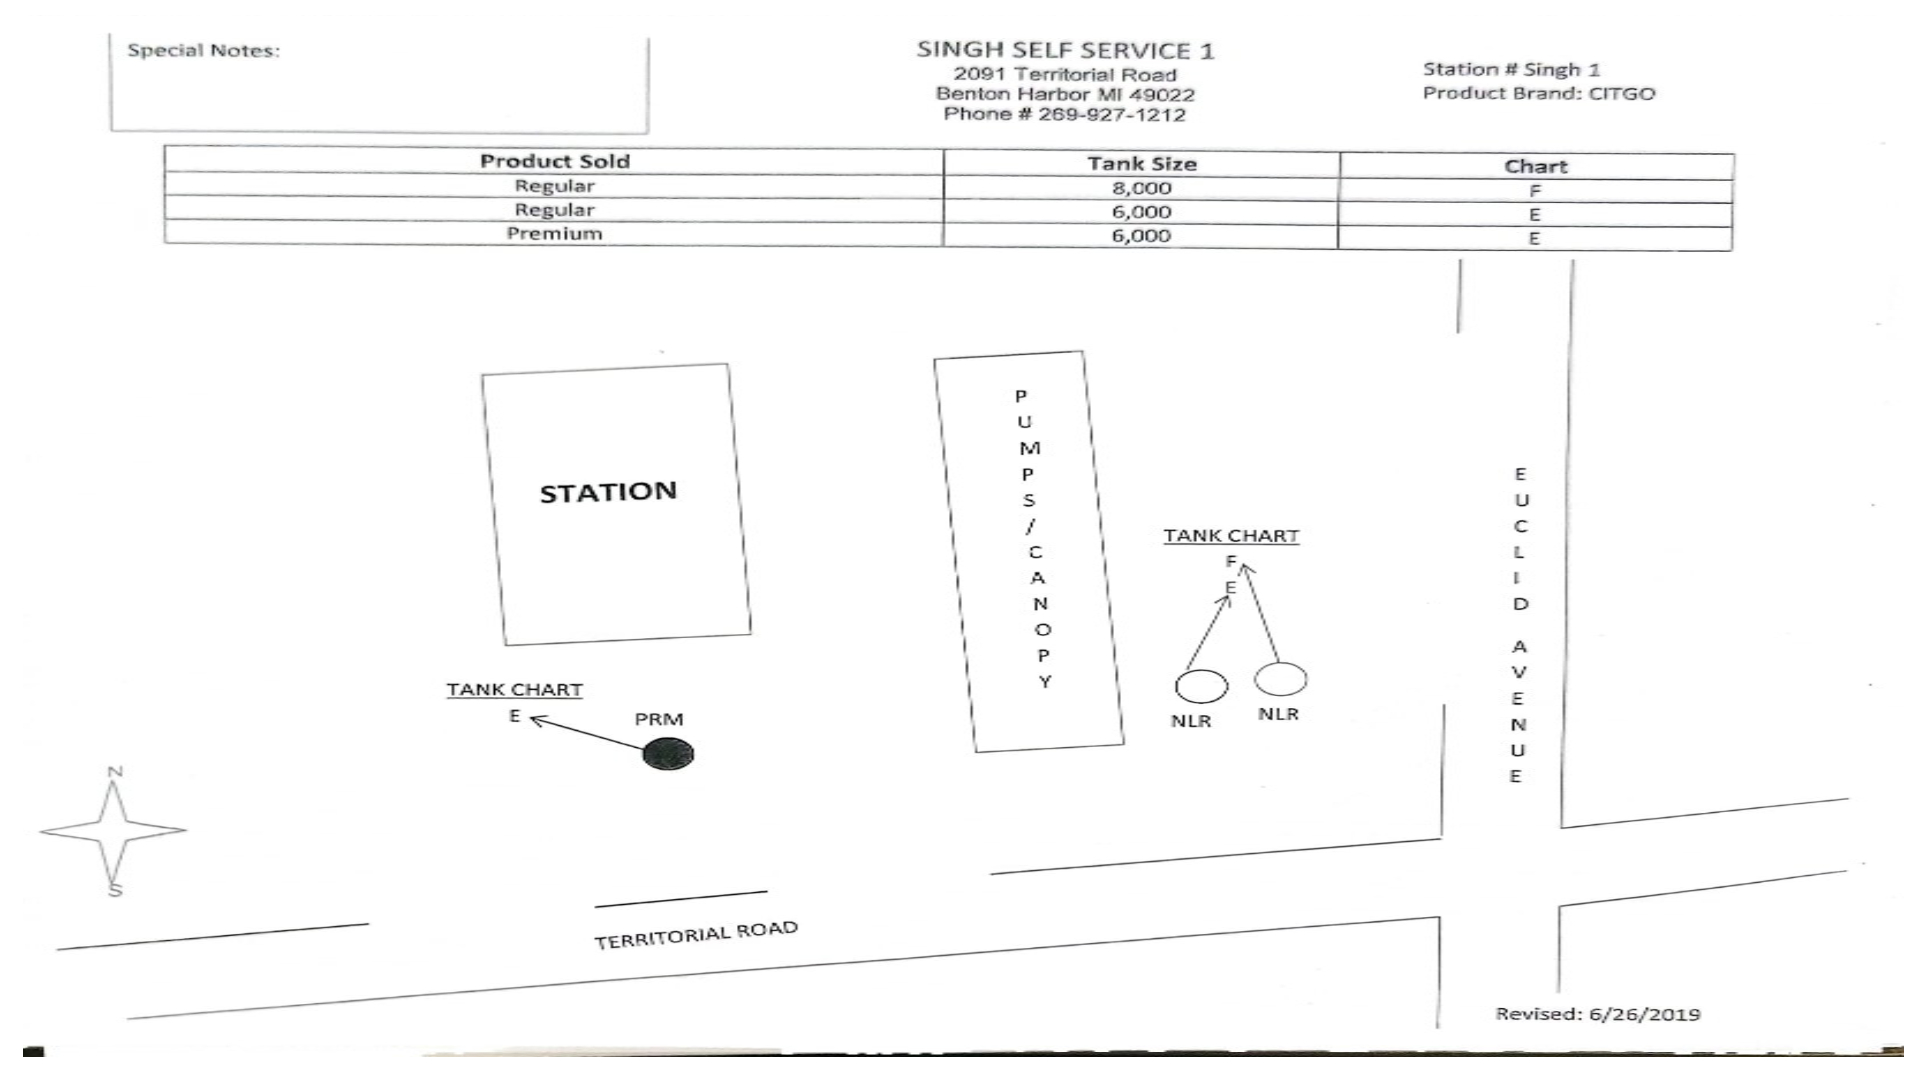 Special Notes:
SINGH SELF SERVICE 1
2091 Territorial Road
Benton Harbor MI 49022
Phone # 269-927-1212
Station # Singh 1
Product Brand: CITGO
Product Sold Tank Size Chart
Regular 8,000 F
Regular 6,000 E
Premium 6,000 E
STATION
PUMPS/CANOPY
TANK CHART
F
E
NLR
NLR
EUCLID AVENUE
TANK CHART
E
PRM
N
S
TERRITORIAL ROAD
Revised: 6/26/2019